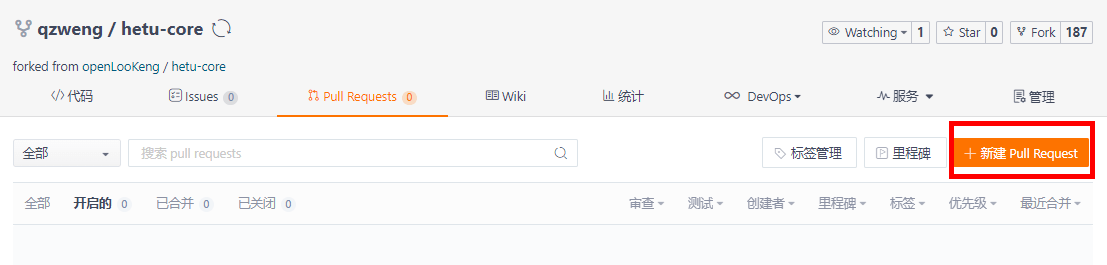 qzweng / hetu-core
Watching 1 Star 0 Fork 187
forked from openLooKeng / hetu-core
代码 Issues 0 Pull Requests 0 Wiki 统计 DevOps 服务 管理
全部 搜索 pull requests 标签管理 里程碑 + 新建 Pull Request
全部 开启的 0 已合并 0 已关闭 0 审查 测试 创建者 里程碑 标签 优先级 最近合并